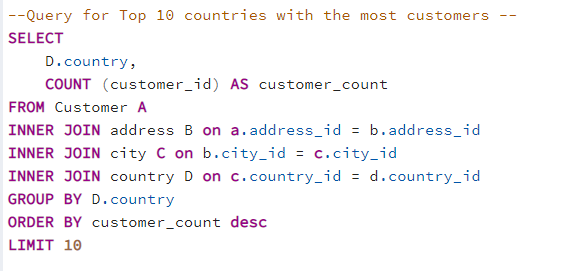 --Query for Top 10 countries with the most customers --
SELECT
D.country,
COUNT (customer_id) AS customer_count
FROM Customer A
INNER JOIN address B on a.address_id = b.address_id
INNER JOIN city C on b.city_id = c.city_id
INNER JOIN country D on c.country_id = d.country_id
GROUP BY D.country
ORDER BY customer_count desc
LIMIT 10